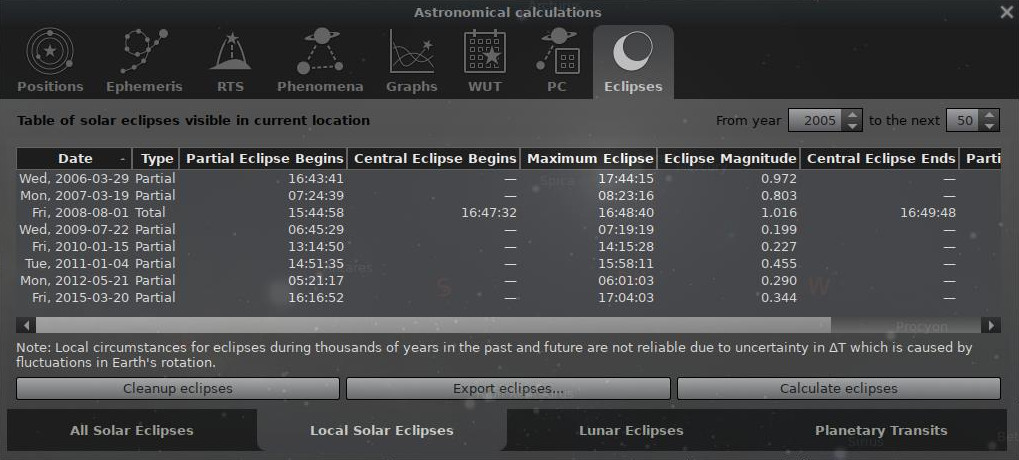 Astronomical calculations
Positions Ephemeris RTS Phenomena Graphs WUT PC Eclipses
Table of solar eclipses visible in current location From year 2005 to the next 50
Date Type Partial Eclipse Begins Central Eclipse Begins Maximum Eclipse Eclipse Magnitude Central Eclipse Ends Parti
Wed, 2006-03-29 Partial 16:43:41 — 17:44:15 0.972 —
Mon, 2007-03-19 Partial 07:24:39 — 08:23:16 0.803 —
Fri, 2008-08-01 Total 15:44:58 16:47:32 16:48:40 1.016 16:49:48
Wed, 2009-07-22 Partial 06:45:29 — 07:19:19 0.199 —
Fri, 2010-01-15 Partial 13:14:50 — 14:15:28 0.227 —
Tue, 2011-01-04 Partial 14:51:35 — 15:58:11 0.455 —
Mon, 2012-05-21 Partial 05:21:17 — 06:01:03 0.290 —
Fri, 2015-03-20 Partial 16:16:52 — 17:04:03 0.344 —
S W
Spica
Procyon
Note: Local circumstances for eclipses during thousands of years in the past and future are not reliable due to uncertainty in ΔT which is caused by
fluctuations in Earth's rotation.
Cleanup eclipses Export eclipses... Calculate eclipses
All Solar Eclipses Local Solar Eclipses Lunar Eclipses Planetary Transits
Sirius